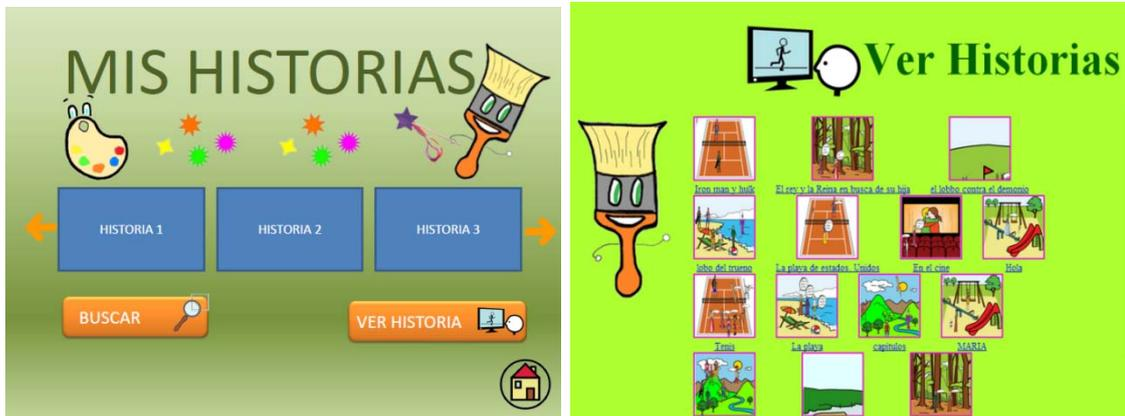 MIS HISTORIAS
HISTORIA 1
HISTORIA 2
HISTORIA 3
BUSCAR
VER HISTORIA
Ver Historias
Iron man y hulk
El rey y la Reina en busca de su hija
el lobbo contra el demonio
lobo del trueno
La playa de estados. Unidos
En el cine
Hola
Tenis
La playa
capitulos
MARIA